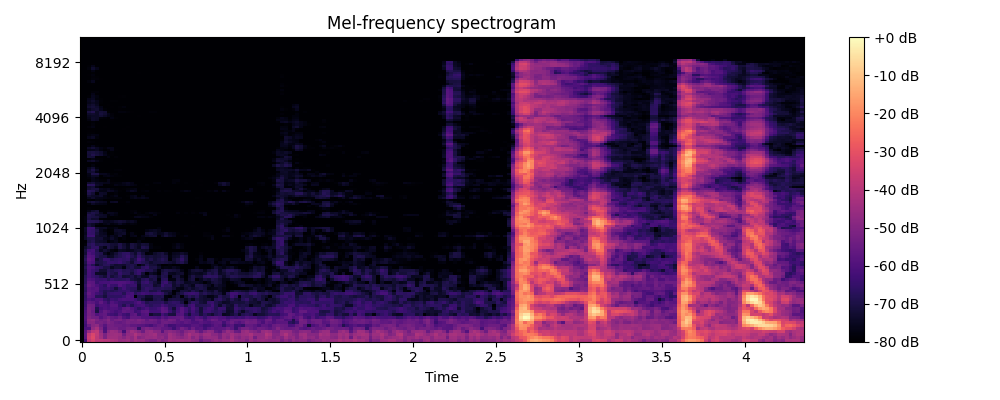 Mel-frequency spectrogram
8192
4096
2048
1024
512
0
Hz
0
0.5
1
1.5
2
2.5
3
3.5
4
Time
+0 dB
-10 dB
-20 dB
-30 dB
-40 dB
-50 dB
-60 dB
-70 dB
-80 dB